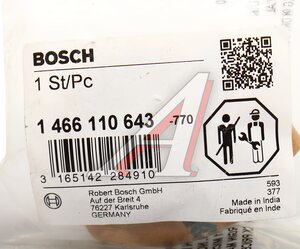 BOSCH
1 St/Pc
1 466 110 643 -770
3 165142 284910
Robert Bosch GmbH
Auf der Breit 4
76227 Karlsruhe
GERMANY
593
377
Made in India
Fabriqué en Inde